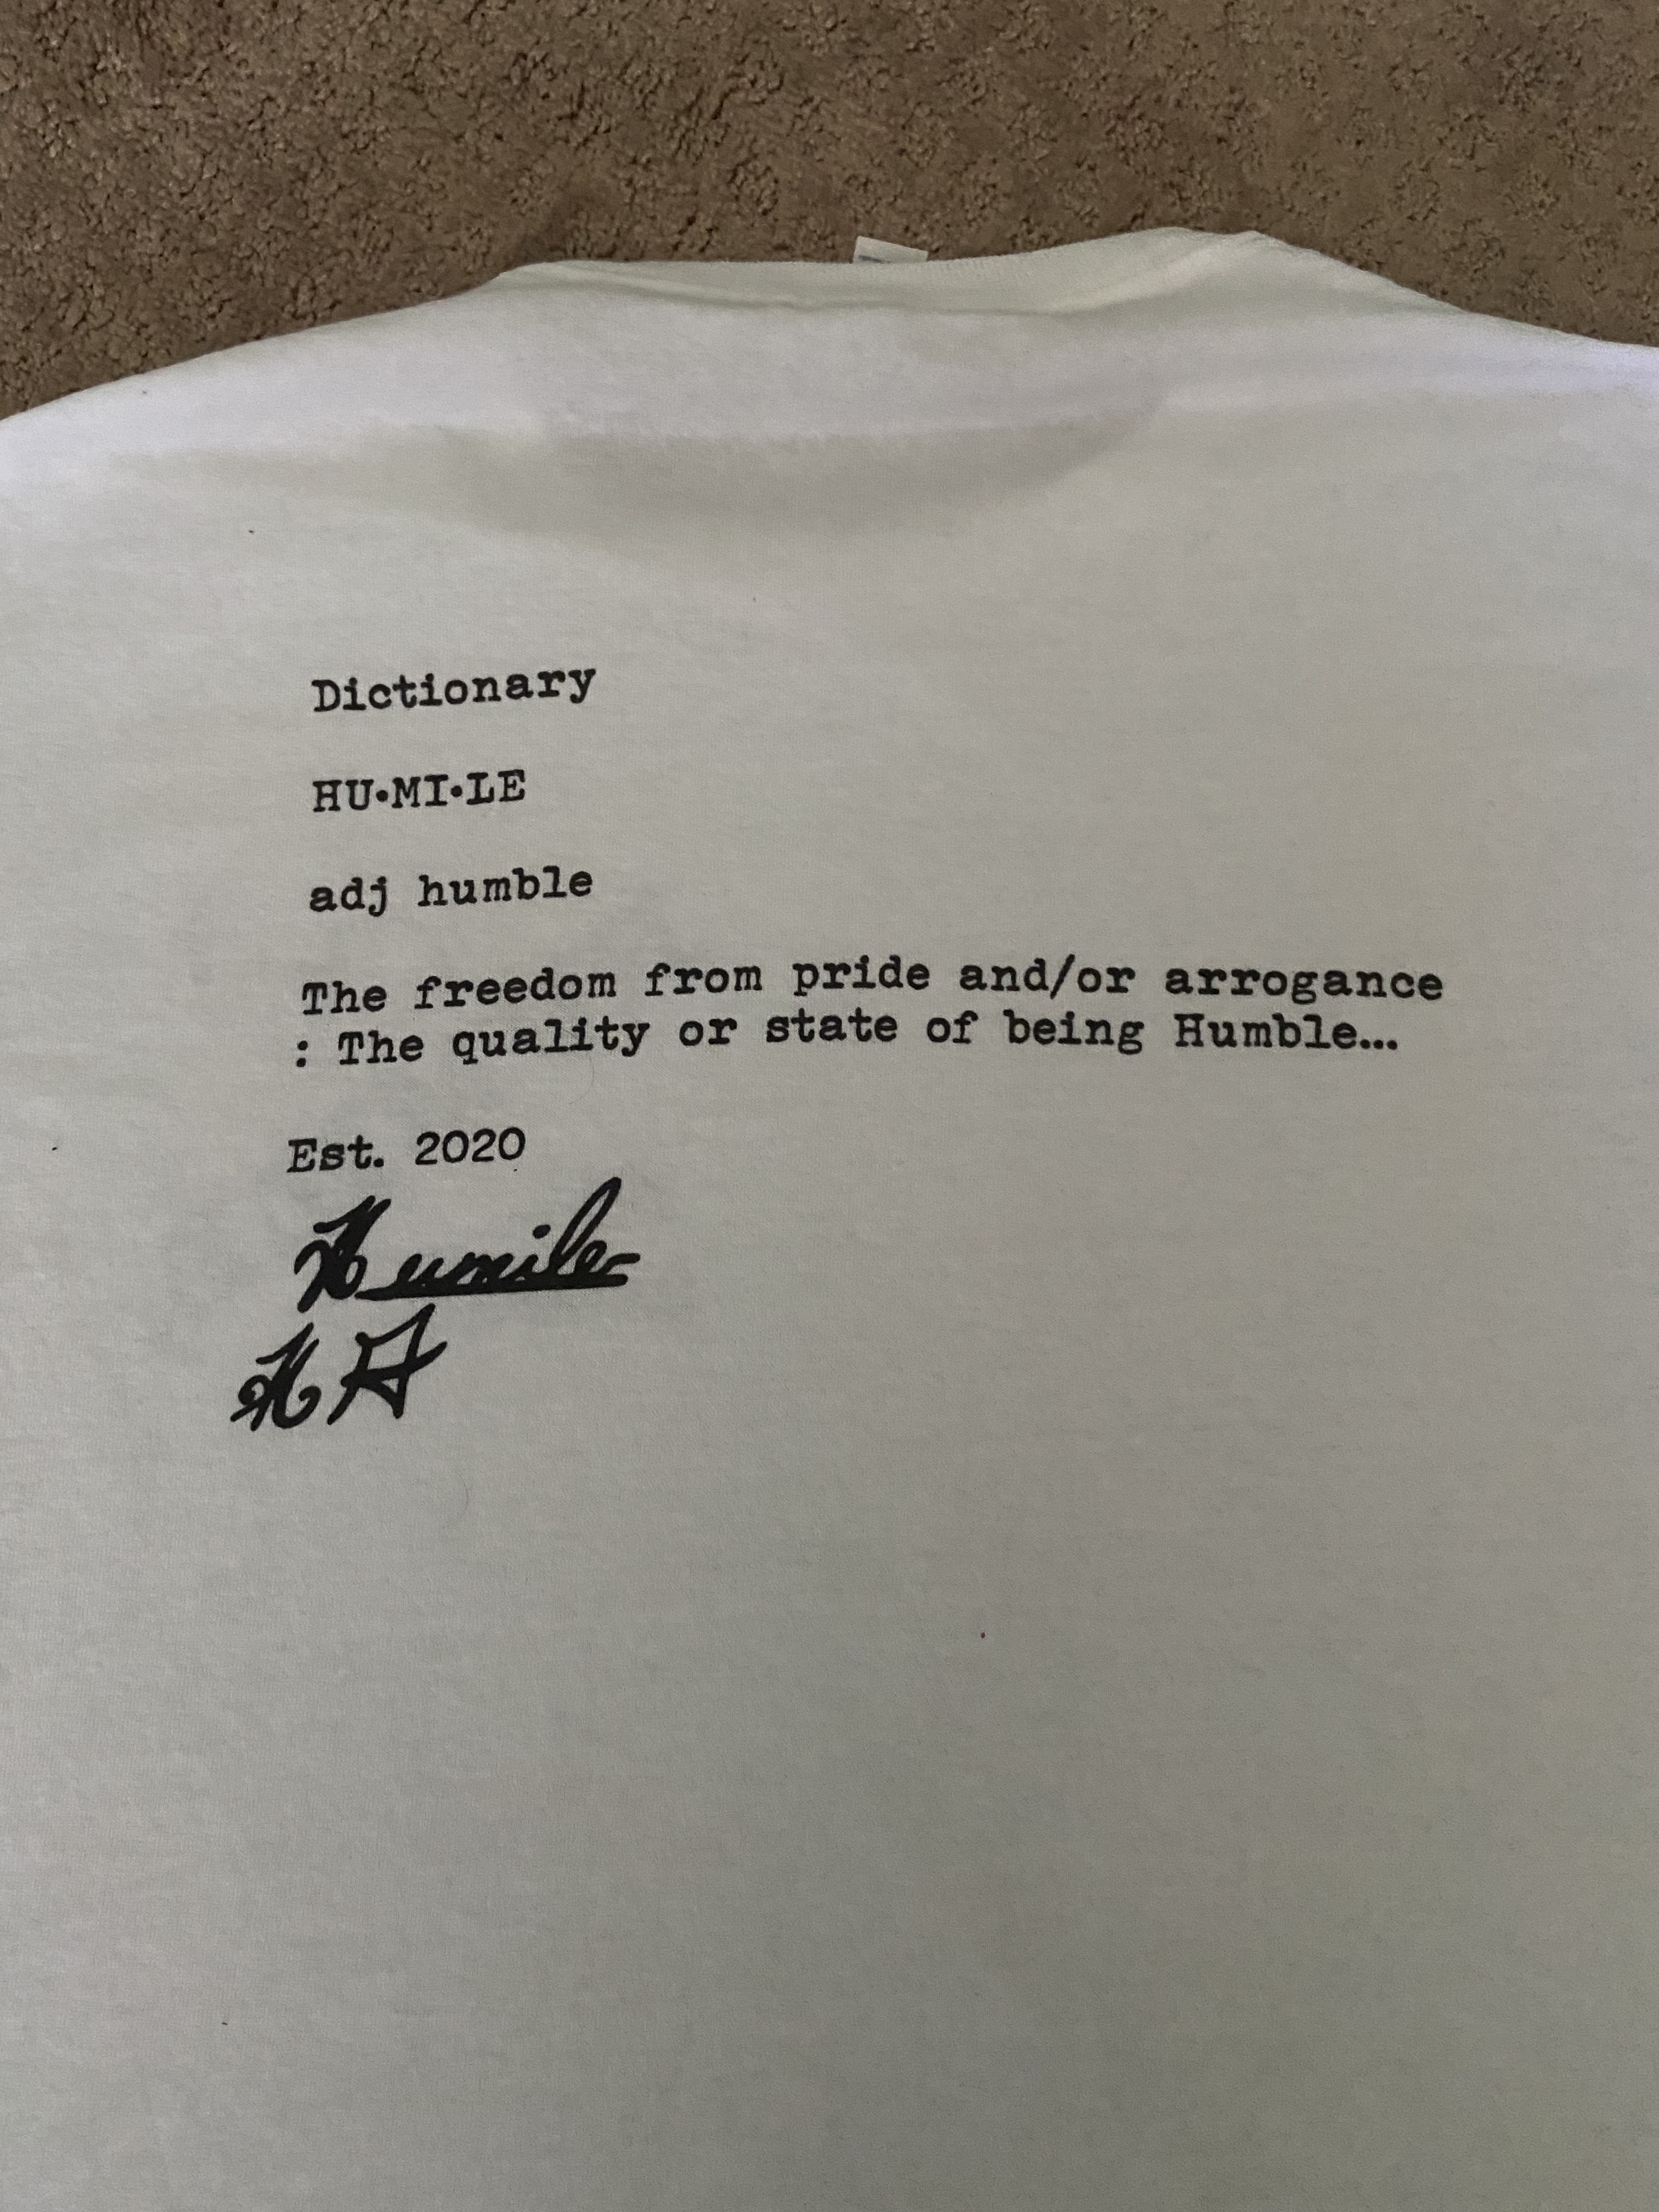 Dictionary
HU•MI•LE
adj humble
The freedom from pride and/or arrogance
: The quality or state of being Humble...
Est. 2020
Humile